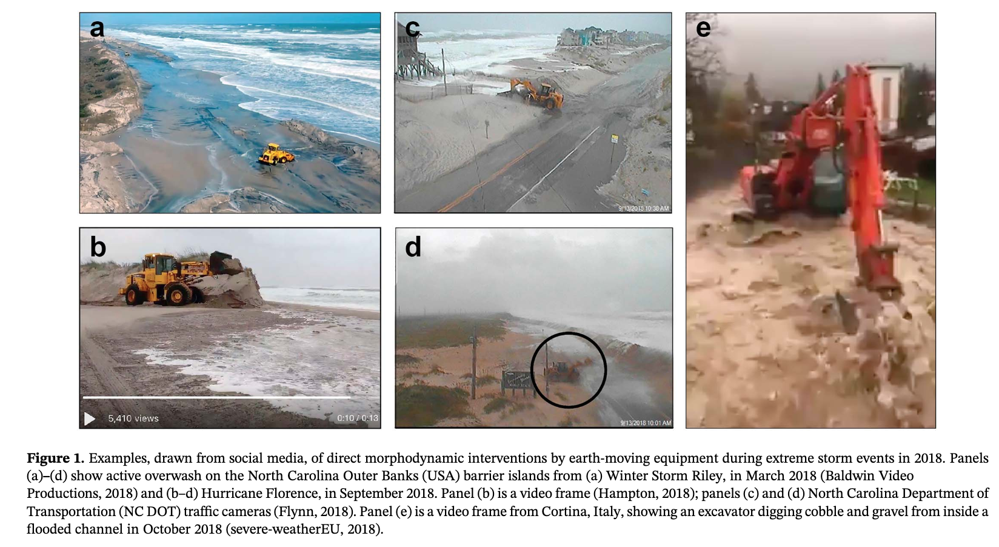 a
c
e
9/13/2018 10:38 AM
b
HYUNDAI
5,410 views
0:10 / 0:13
d
9/13/2018 10:01 AM
Figure 1. Examples, drawn from social media, of direct morphodynamic interventions by earth-moving equipment during extreme storm events in 2018. Panels
(a)–(d) show active overwash on the North Carolina Outer Banks (USA) barrier islands from (a) Winter Storm Riley, in March 2018 (Baldwin Video
Productions, 2018) and (b–d) Hurricane Florence, in September 2018. Panel (b) is a video frame (Hampton, 2018); panels (c) and (d) North Carolina Department of
Transportation (NC DOT) traffic cameras (Flynn, 2018). Panel (e) is a video frame from Cortina, Italy, showing an excavator digging cobble and gravel from inside a
flooded channel in October 2018 (severe-weatherEU, 2018).